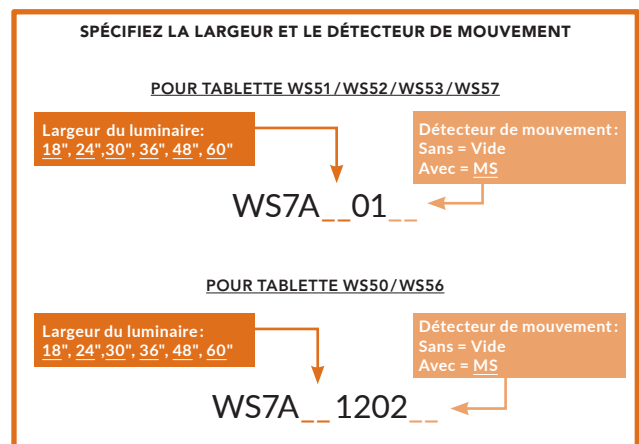 SPÉCIFIEZ LA LARGEUR ET LE DÉTECTEUR DE MOUVEMENT
POUR TABLETTE WS51/WS52/WS53/WS57
Largeur du luminaire:
18", 24",30", 36", 48", 60"
Détecteur de mouvement:
Sans = Vide
Avec = MS
WS7A__01__
POUR TABLETTE WS50/WS56
Largeur du luminaire:
18", 24",30", 36", 48", 60"
Détecteur de mouvement:
Sans = Vide
Avec = MS
WS7A__1202__